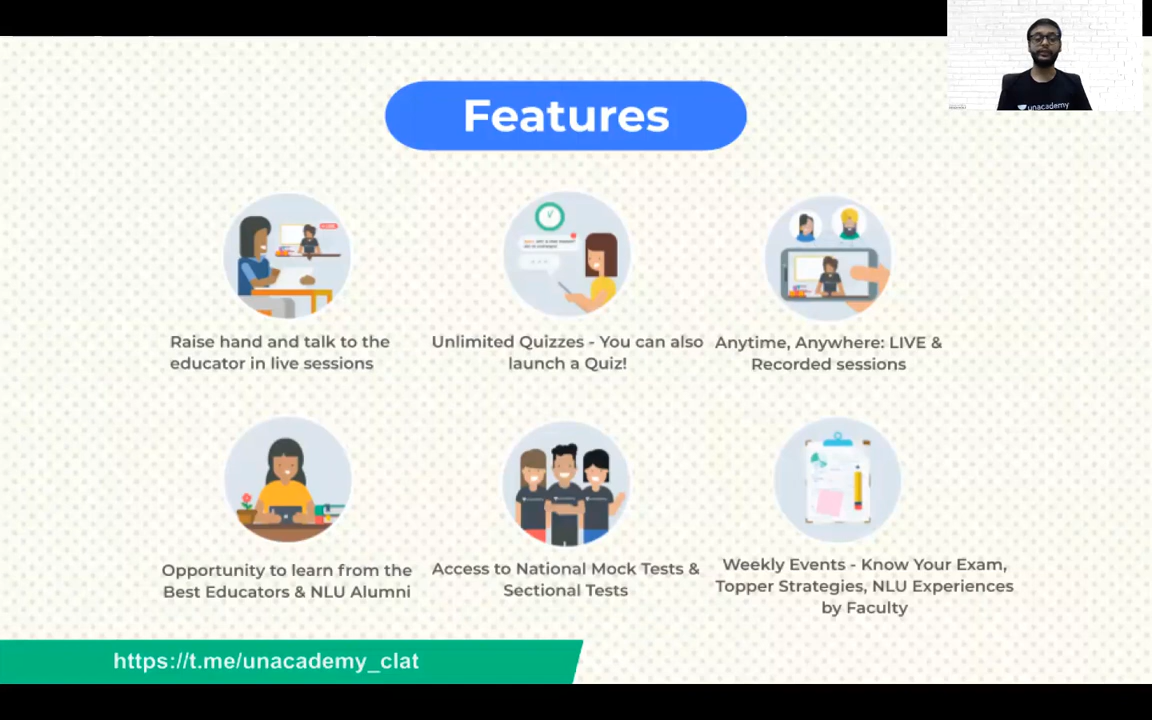 unacademy
Features
Raise hand and talk to the
educator in live sessions
Unlimited Quizzes - You can also
launch a Quiz!
Anytime, Anywhere: LIVE &
Recorded sessions
Opportunity to learn from the
Best Educators & NLU Alumni
Access to National Mock Tests &
Sectional Tests
Weekly Events - Know Your Exam,
Topper Strategies, NLU Experiences
by Faculty
https://t.me/unacademy_clat